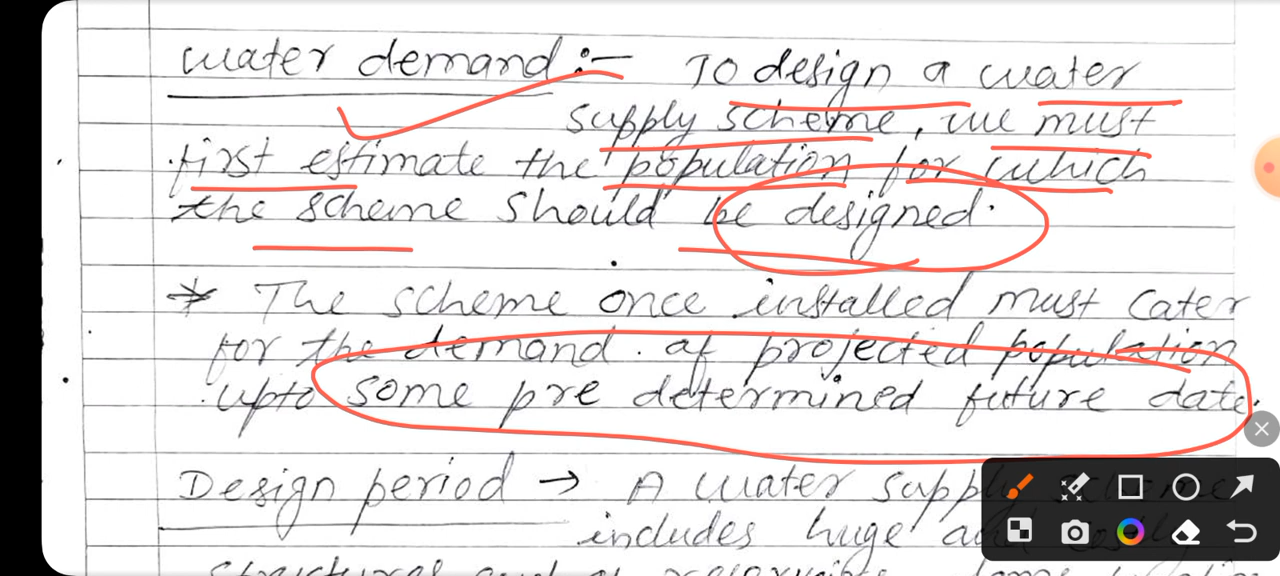 water demand :- To design a water
supply scheme, we must
first estimate the population for which
the scheme should be designed.
* The scheme once installed must cater
for the demand. of projected population
upto some pre determined future date.
Design period → A water supply
includes huge and